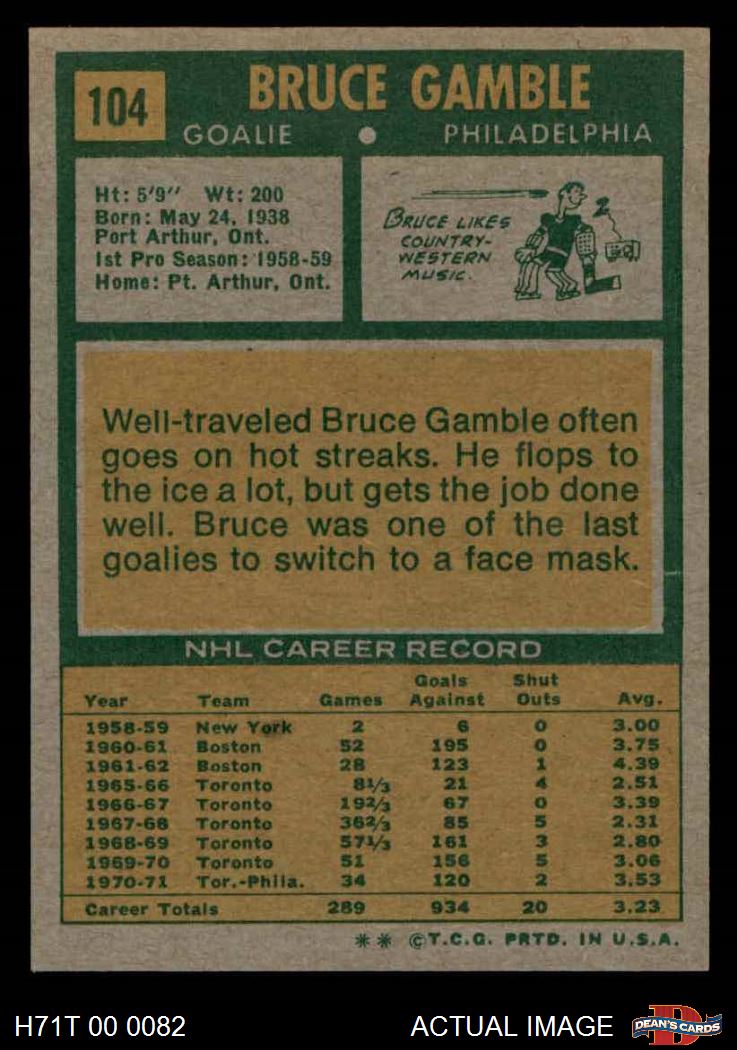 104
BRUCE GAMBLE
GOALIE • PHILADELPHIA
Ht: 5'9" Wt: 200
Born: May 24, 1938
Port Arthur, Ont.
1st Pro Season: 1958-59
Home: Pt. Arthur, Ont.
BRUCE LIKES
COUNTRY-
WESTERN
MUSIC.
2
Well-traveled Bruce Gamble often
goes on hot streaks. He flops to
the ice a lot, but gets the job done
well. Bruce was one of the last
goalies to switch to a face mask.
NHL CAREER RECORD
Year Team Games Goals Against Shut Outs Avg.
1958-59 New York 2 6 0 3.00
1960-61 Boston 52 195 0 3.75
1961-62 Boston 28 123 1 4.39
1965-66 Toronto 81/3 21 4 2.51
1966-67 Toronto 192/3 67 0 3.39
1967-68 Toronto 362/3 85 5 2.31
1968-69 Toronto 571/3 161 3 2.80
1969-70 Toronto 51 156 5 3.06
1970-71 Tor.-Phila. 34 120 2 3.53
Career Totals 289 934 20 3.23
** ©T.C.G. PRTD. IN U.S.A.
H71T 00 0082
ACTUAL IMAGE
DEAN'S CARDS